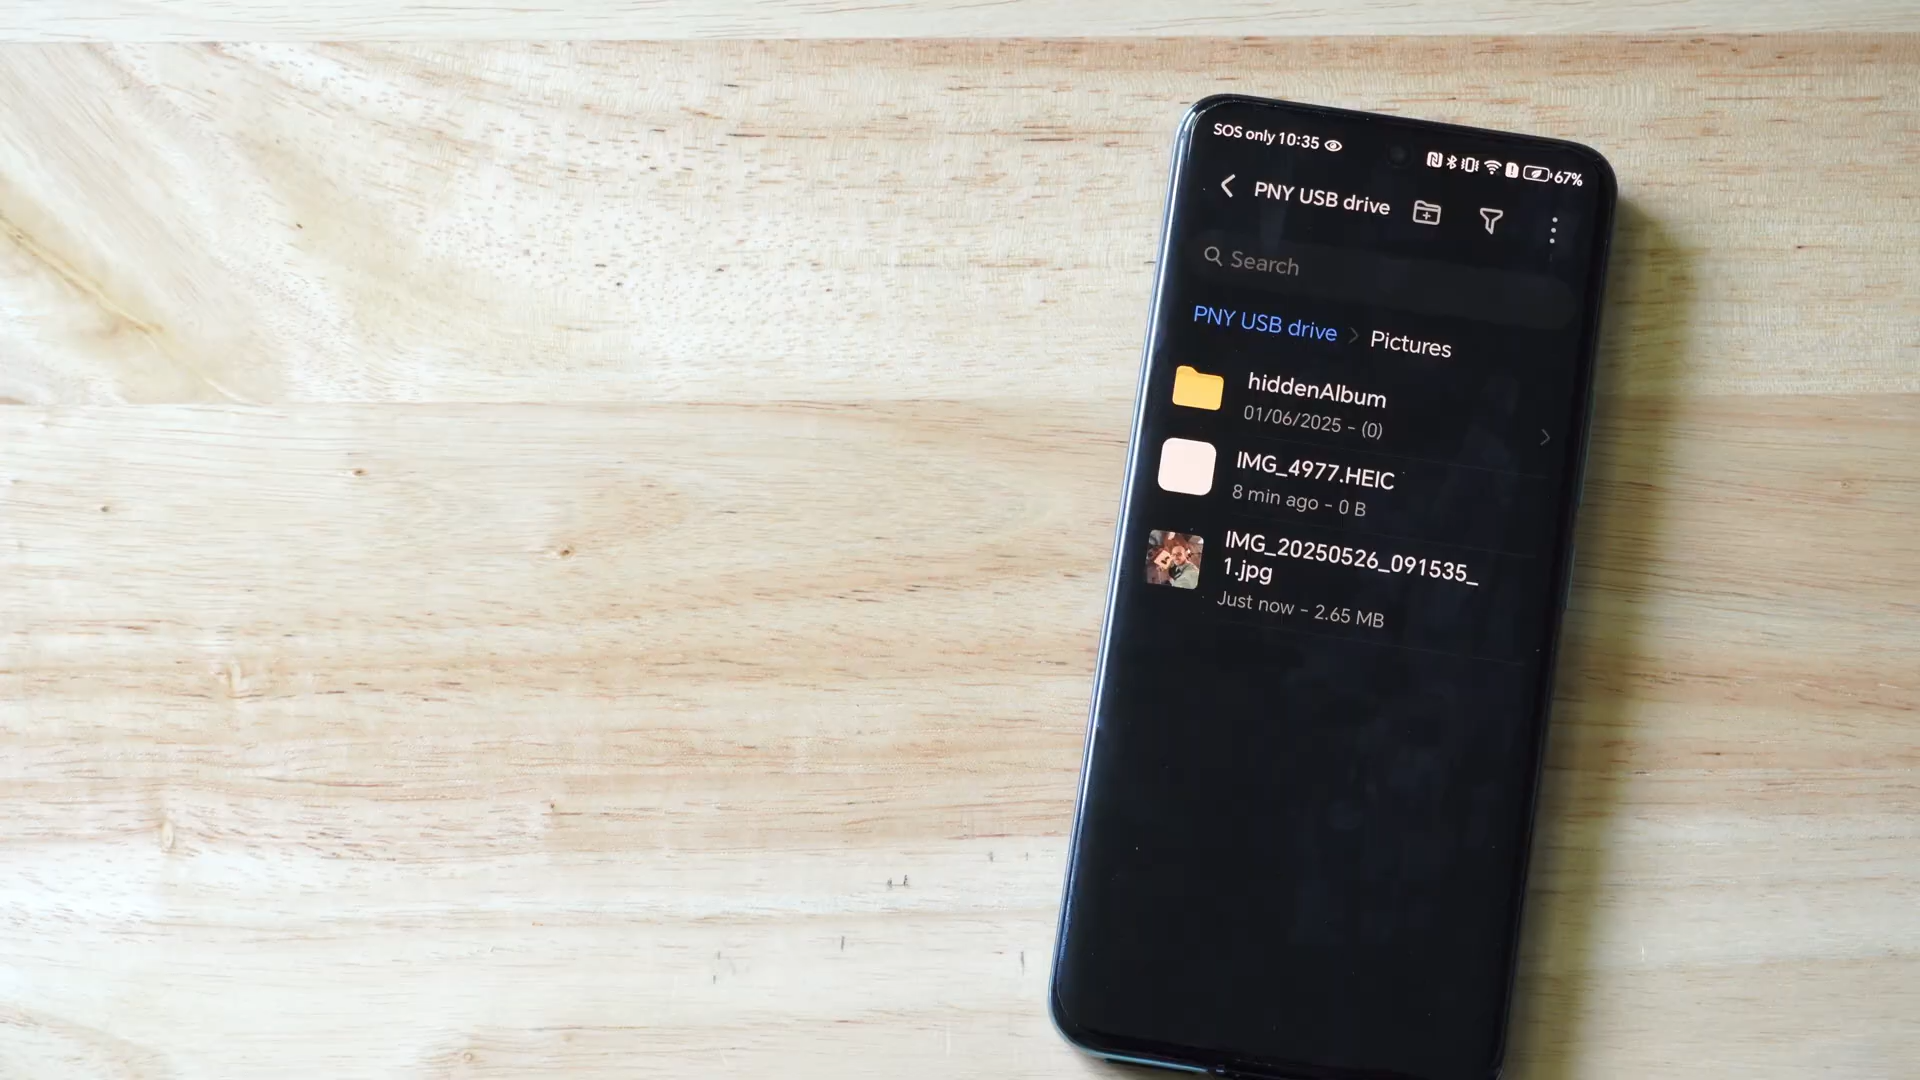 SOS only 10:35
67%
PNY USB drive
Search
PNY USB drive > Pictures
hiddenAlbum
01/06/2025 - (0)
IMG_4977.HEIC
8 min ago - 0 B
IMG_20250526_091535_
1.jpg
Just now - 2.65 MB